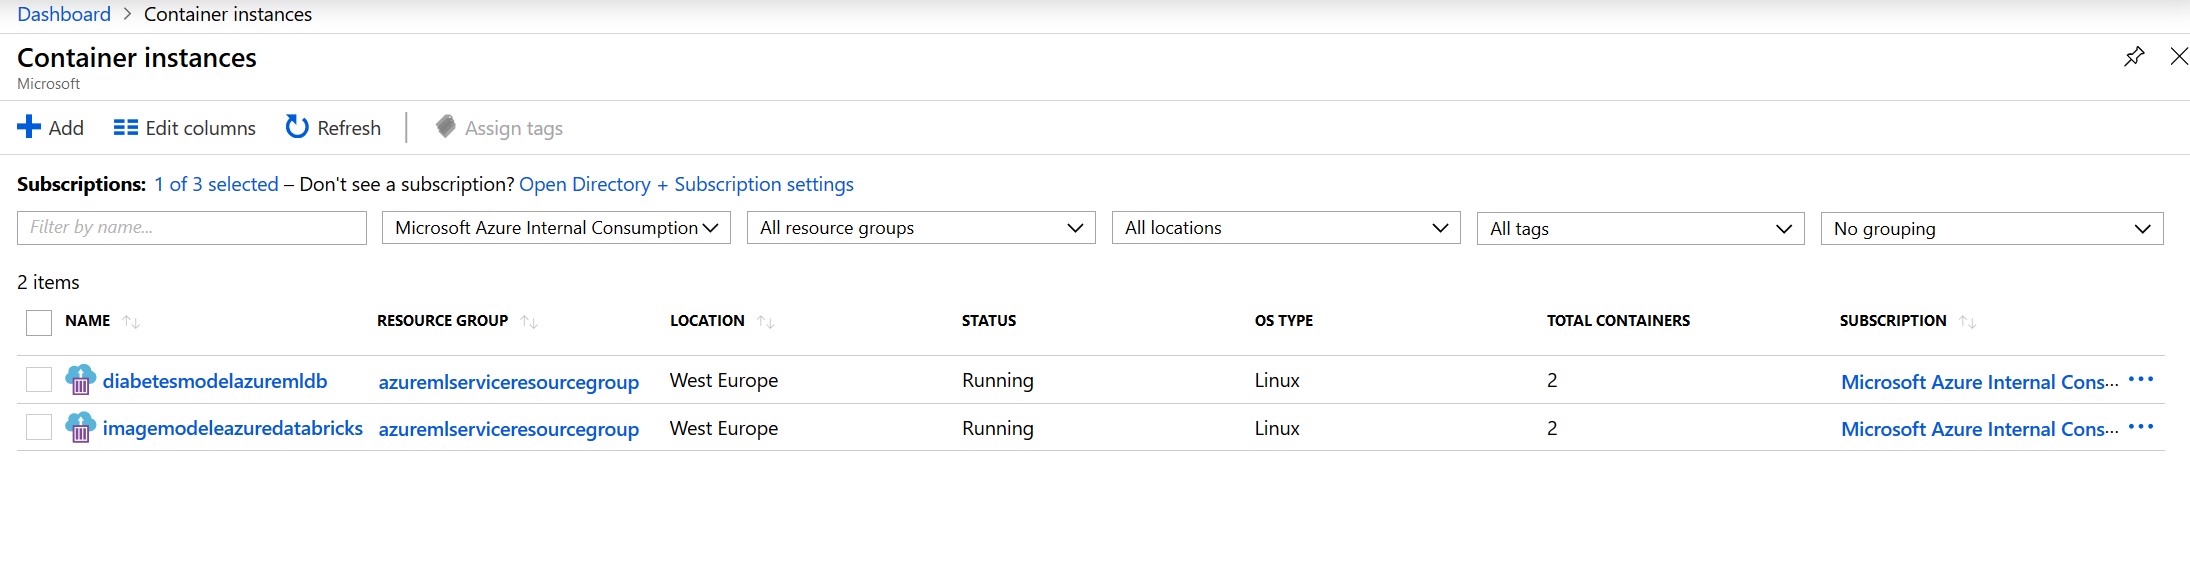 Dashboard > Container instances
Container instances
Microsoft
Add Edit columns Refresh Assign tags
Subscriptions: 1 of 3 selected – Don't see a subscription? Open Directory + Subscription settings
Filter by name... Microsoft Azure Internal Consumption All resource groups All locations All tags No grouping
2 items
NAME RESOURCE GROUP LOCATION STATUS OS TYPE TOTAL CONTAINERS SUBSCRIPTION
diabetesmodelazuremldb azuremlserviceresourcegroup West Europe Running Linux 2 Microsoft Azure Internal Cons...
imagemodeleazuredatabricks azuremlserviceresourcegroup West Europe Running Linux 2 Microsoft Azure Internal Cons...